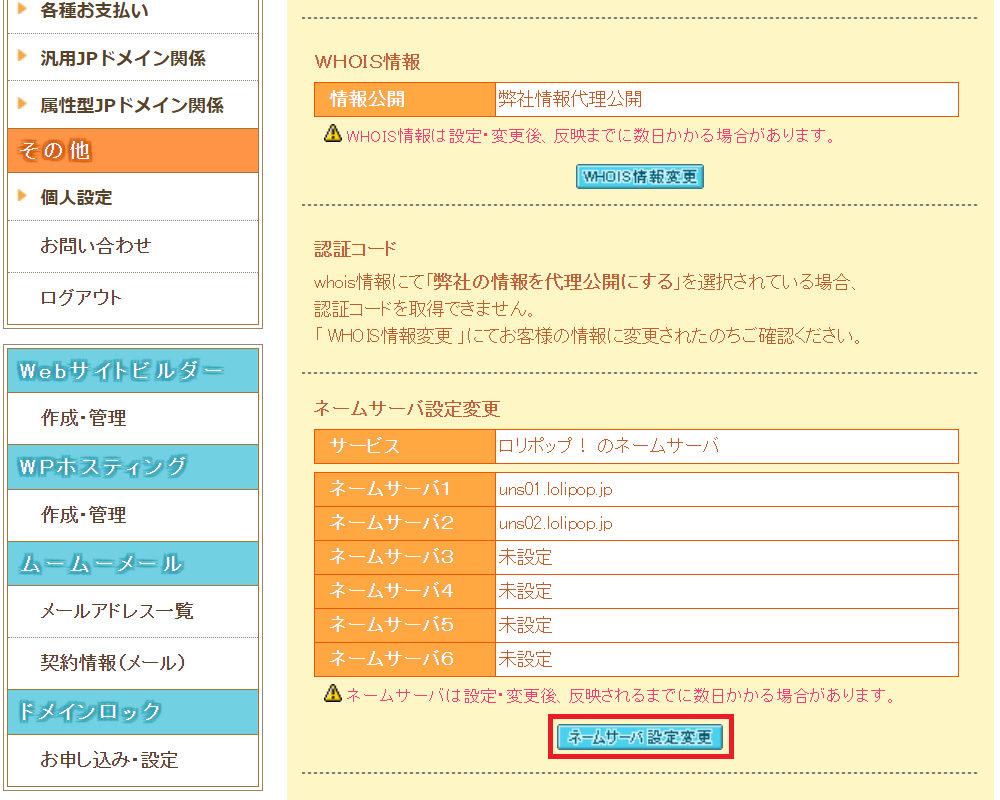 各種お支払い
汎用JPドメイン関係
属性型JPドメイン関係
その他
個人設定
お問い合わせ
ログアウト
Webサイトビルダー
作成・管理
WPホスティング
作成・管理
ムームーメール
メールアドレス一覧
契約情報(メール)
ドメインロック
お申し込み・設定
WHOIS情報
情報公開 弊社情報代理公開
WHOIS情報は設定・変更後、反映までに数日かかる場合があります。
WHOIS情報変更
認証コード
whois情報にて「弊社の情報を代理公開にする」を選択されている場合、
認証コードを取得できません。
「 WHOIS情報変更 」にてお客様の情報に変更されたのちご確認ください。
ネームサーバ設定変更
サービス ロリポップ！ のネームサーバ
ネームサーバ1 uns01.lolipop.jp
ネームサーバ2 uns02.lolipop.jp
ネームサーバ3 未設定
ネームサーバ4 未設定
ネームサーバ5 未設定
ネームサーバ6 未設定
ネームサーバは設定・変更後、反映されるまでに数日かかる場合があります。
ネームサーバ設定変更